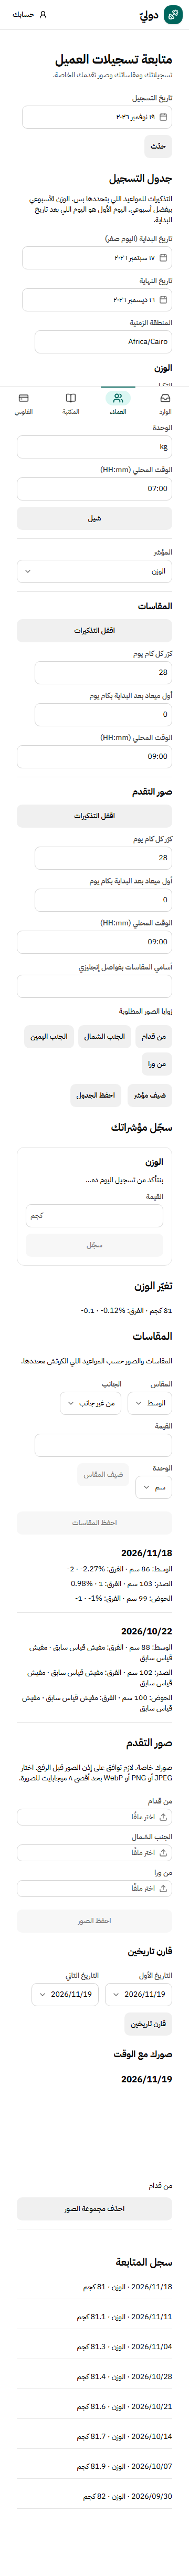 دوليّ
حسابك
متابعة تسجيلات العميل
تسجيلاتك ومقاساتك وصور تقدمك الخاصة.
تاريخ التسجيل
١٩ نوفمبر ٢٠٢٦
حدّث
جدول التسجيل
التذكيرات للمواعيد اللي بتحددها بس. الوزن الأسبوعي
بيفضل أسبوعي. اليوم الأول هو اليوم اللي بعد تاريخ
البداية.
تاريخ البداية (اليوم صفر)
١٧ سبتمبر ٢٠٢٦
تاريخ النهاية
١٦ ديسمبر ٢٠٢٦
المنطقة الزمنية
Africa/Cairo
الوزن
الوارد
العملاء
المكتبة
الفلوس
الوحدة
kg
الوقت المحلي (HH:mm)
07:00
شيل
المؤشر
الوزن
المقاسات
اقفل التذكيرات
كرّر كل كام يوم
28
أول ميعاد بعد البداية بكام يوم
0
الوقت المحلي (HH:mm)
09:00
صور التقدم
اقفل التذكيرات
كرّر كل كام يوم
28
أول ميعاد بعد البداية بكام يوم
0
الوقت المحلي (HH:mm)
09:00
أسامي المقاسات بفواصل إنجليزي
زوايا الصور المطلوبة
من قدام
الجنب الشمال
الجنب اليمين
من ورا
ضيف مؤشر
احفظ الجدول
سجّل مؤشراتك
الوزن
بنتأكد من تسجيل اليوم ده...
القيمة
كجم
سجّل
تغيّر الوزن
81 كجم · الفرق: 0.12%- · 0.1-
المقاسات
المقاسات والصور حسب المواعيد اللي الكوتش محددها.
المقاس
الوسط
الجانب
من غير جانب
القيمة
الوحدة
سم
ضيف المقاس
احفظ المقاسات
2026/11/18
الوسط: 86 سم · الفرق: 2.27%- · 2-
الصدر: 103 سم · الفرق: 1 · 0.98%
الحوض: 99 سم · الفرق: 1%- · 1-
2026/10/22
الوسط: 88 سم · الفرق: مفيش قياس سابق · مفيش
قياس سابق
الصدر: 102 سم · الفرق: مفيش قياس سابق · مفيش
قياس سابق
الحوض: 100 سم · الفرق: مفيش قياس سابق · مفيش
قياس سابق
صور التقدم
صورك خاصة. لازم توافق على إذن الصور قبل الرفع. اختار
JPEG أو PNG أو WebP بحد أقصى ٨ ميجابايت للصورة.
من قدام
اختر ملفًا
الجنب الشمال
اختر ملفًا
من ورا
اختر ملفًا
احفظ الصور
قارن تاريخين
التاريخ الأول
2026/11/19
التاريخ التاني
2026/11/19
قارن تاريخين
صورك مع الوقت
2026/11/19
من قدام
احذف مجموعة الصور
سجل المتابعة
2026/11/18 · الوزن · 81 كجم
2026/11/11 · الوزن · 81.1 كجم
2026/11/04 · الوزن · 81.3 كجم
2026/10/28 · الوزن · 81.4 كجم
2026/10/21 · الوزن · 81.6 كجم
2026/10/14 · الوزن · 81.7 كجم
2026/10/07 · الوزن · 81.9 كجم
2026/09/30 · الوزن · 82 كجم